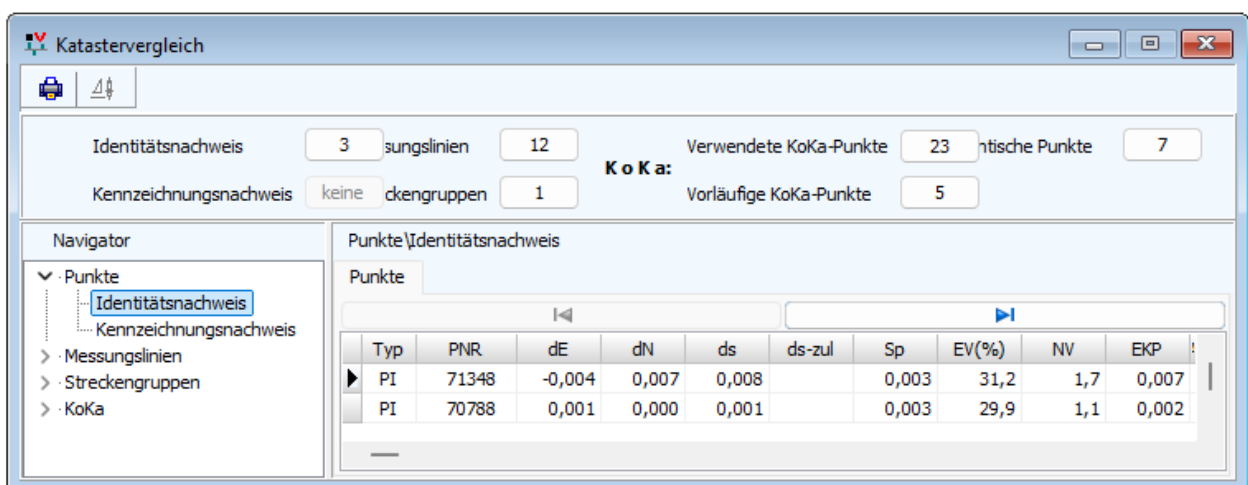 Katastervergleich
Identitätsnachweis 3 sungslinien 12 K o K a: Verwendete KoKa-Punkte 23 ntische Punkte 7
Kennzeichnungsnachweis keine ckengruppen 1 Vorläufige KoKa-Punkte 5
Navigator
Punkte
Identitätsnachweis
Kennzeichnungsnachweis
Messungslinien
Streckengruppen
KoKa
Punkte\Identitätsnachweis
Punkte
Typ PNR dE dN ds ds-zul Sp EV(%) NV EKP
PI 71348 -0,004 0,007 0,008 0,003 31,2 1,7 0,007
PI 70788 0,001 0,000 0,001 0,003 29,9 1,1 0,002